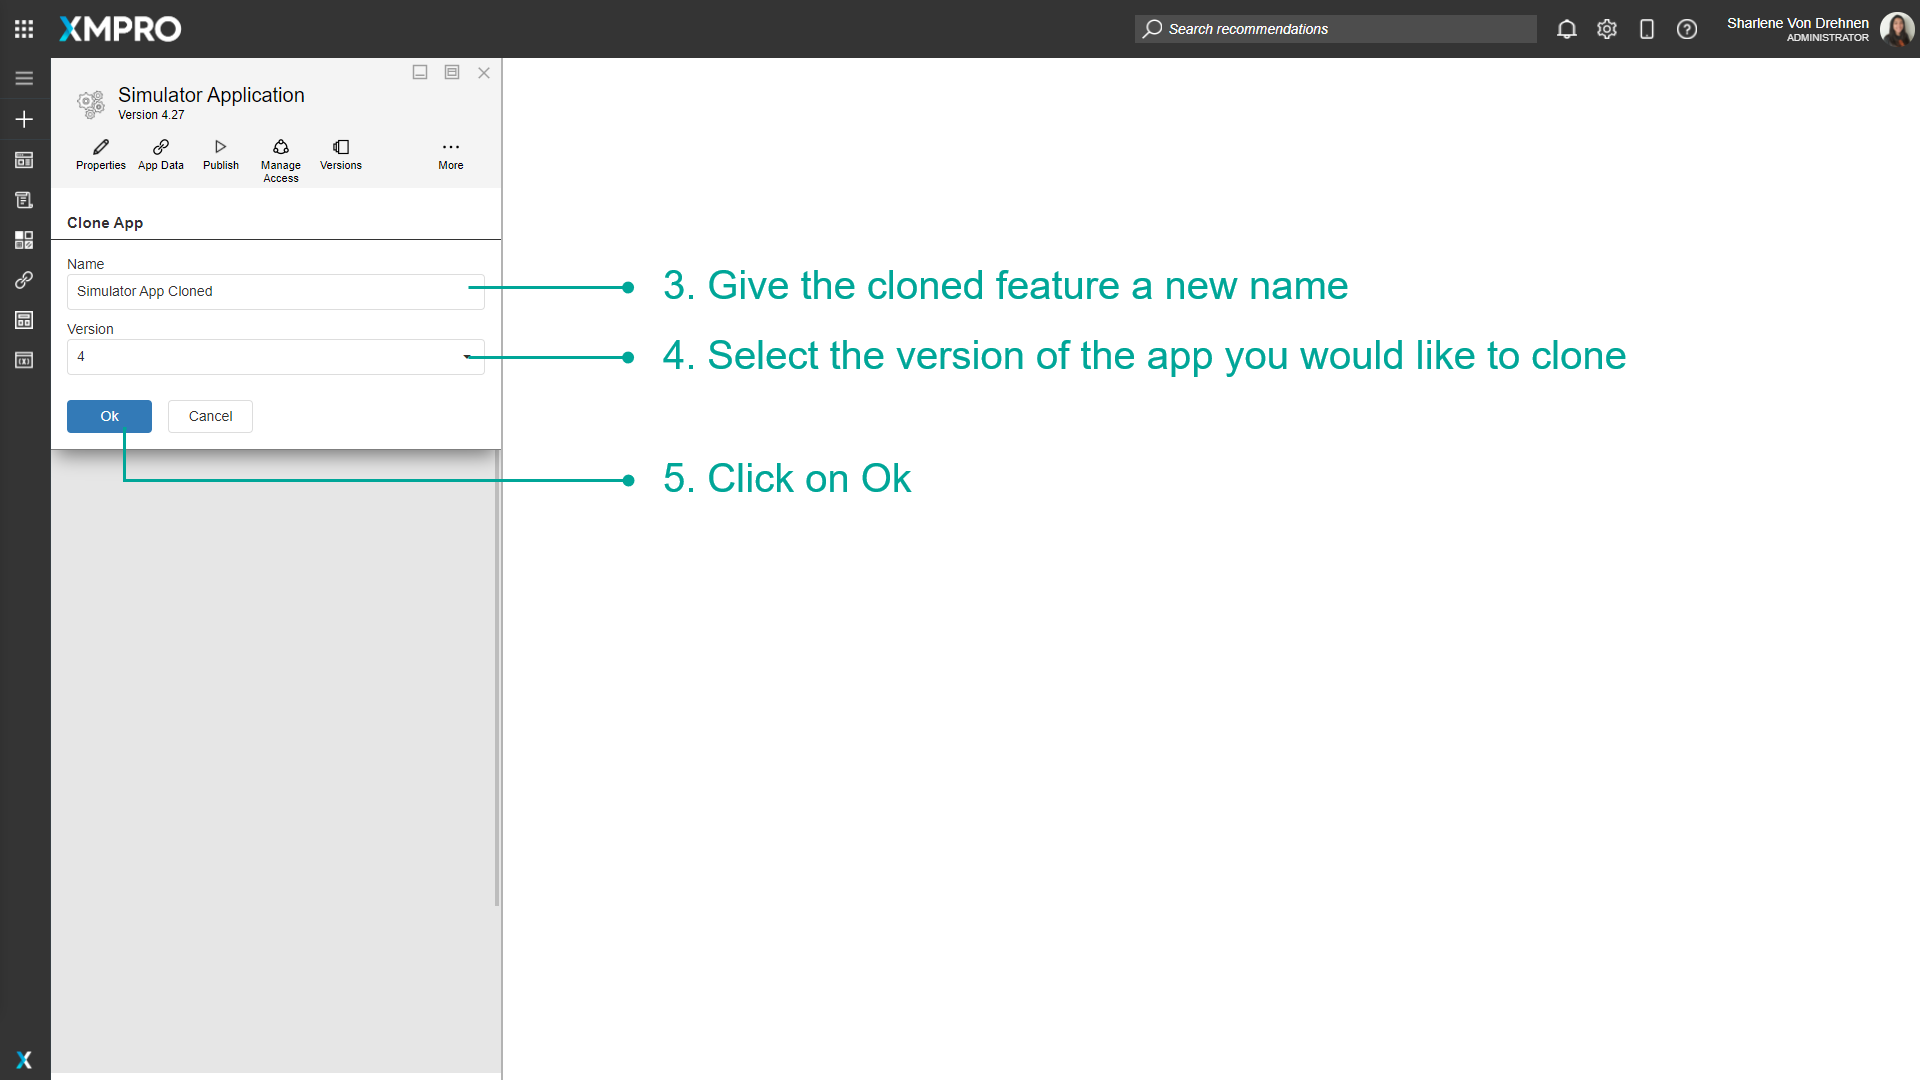 XMPRO
Search recommendations
Sharlene Von Drehnen
ADMINISTRATOR
Simulator Application
Version 4.27
Properties
App Data
Publish
Manage
Access
Versions
More
Clone App
Name
Simulator App Cloned
3. Give the cloned feature a new name
Version
4
4. Select the version of the app you would like to clone
Ok
Cancel
5. Click on Ok